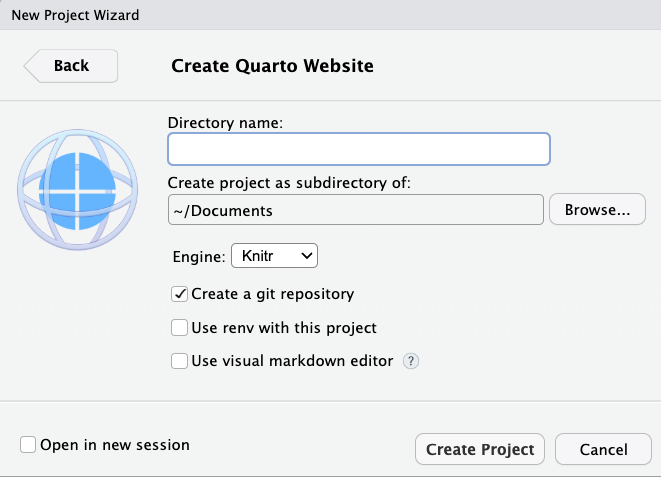 New Project Wizard
Back
Create Quarto Website
Directory name:
Create project as subdirectory of:
~/Documents
Browse...
Engine: Knitr
Create a git repository
Use renv with this project
Use visual markdown editor ?
Open in new session
Create Project
Cancel